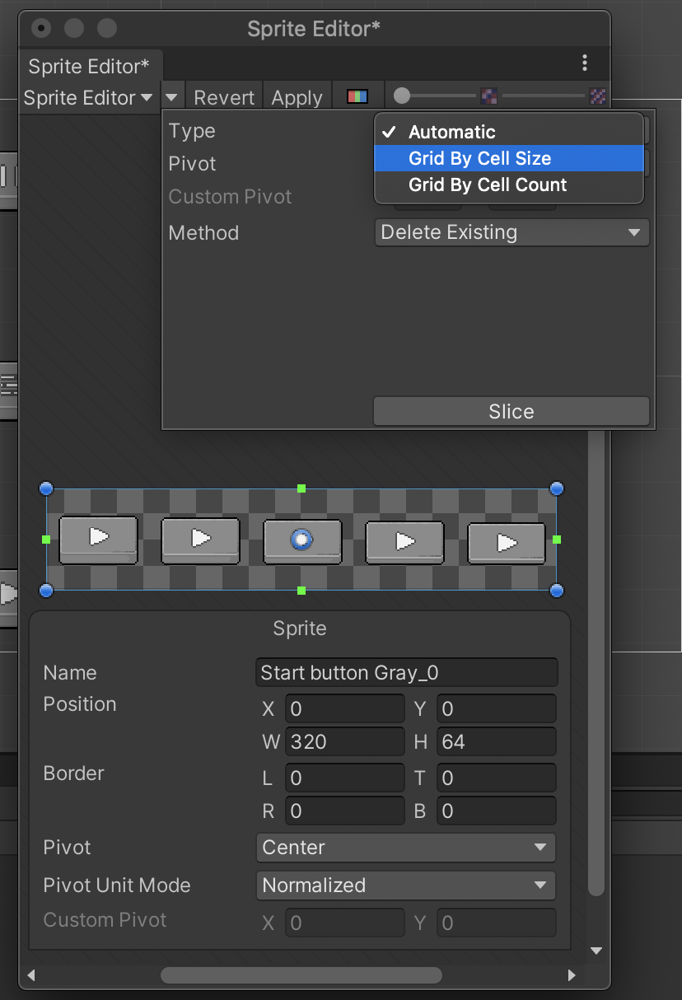 Sprite Editor*
Sprite Editor*
Sprite Editor Revert Apply
Type ✓ Automatic
Grid By Cell Size
Pivot
Grid By Cell Count
Custom Pivot
Method Delete Existing
Slice
Sprite
Name Start button Gray_0
Position X 0 Y 0
W 320 H 64
Border L 0 T 0
R 0 B 0
Pivot Center
Pivot Unit Mode Normalized
Custom Pivot X 0 Y 0